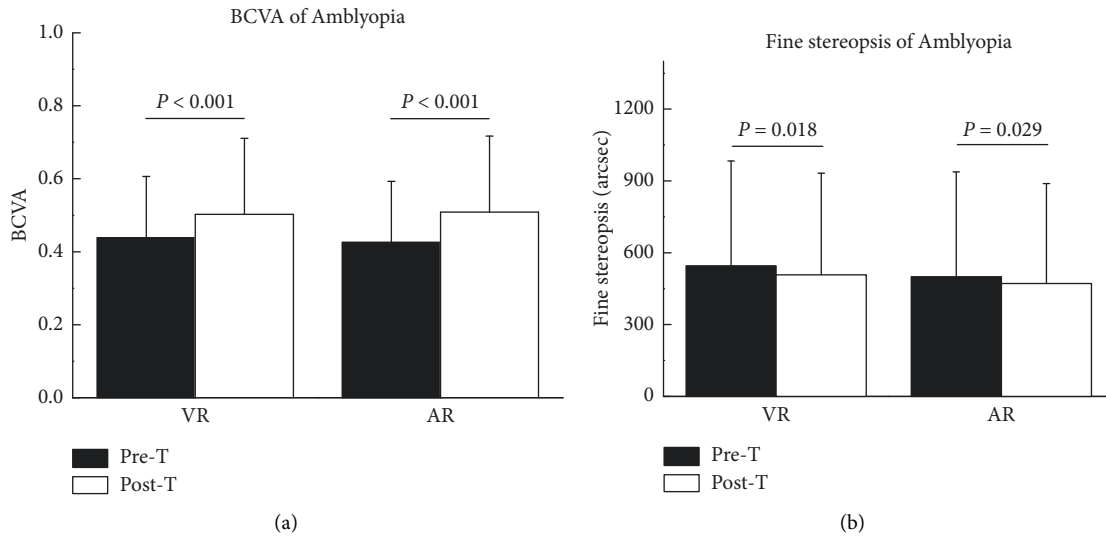 BCVA of Amblyopia
1.0
0.8
0.6
0.4
0.2
0.0
BCVA
P < 0.001
P < 0.001
VR
AR
Pre-T
Post-T
(a)
Fine stereopsis of Amblyopia
1200
900
600
300
0
Fine stereopsis (arcsec)
P = 0.018
P = 0.029
VR
AR
Pre-T
Post-T
(b)